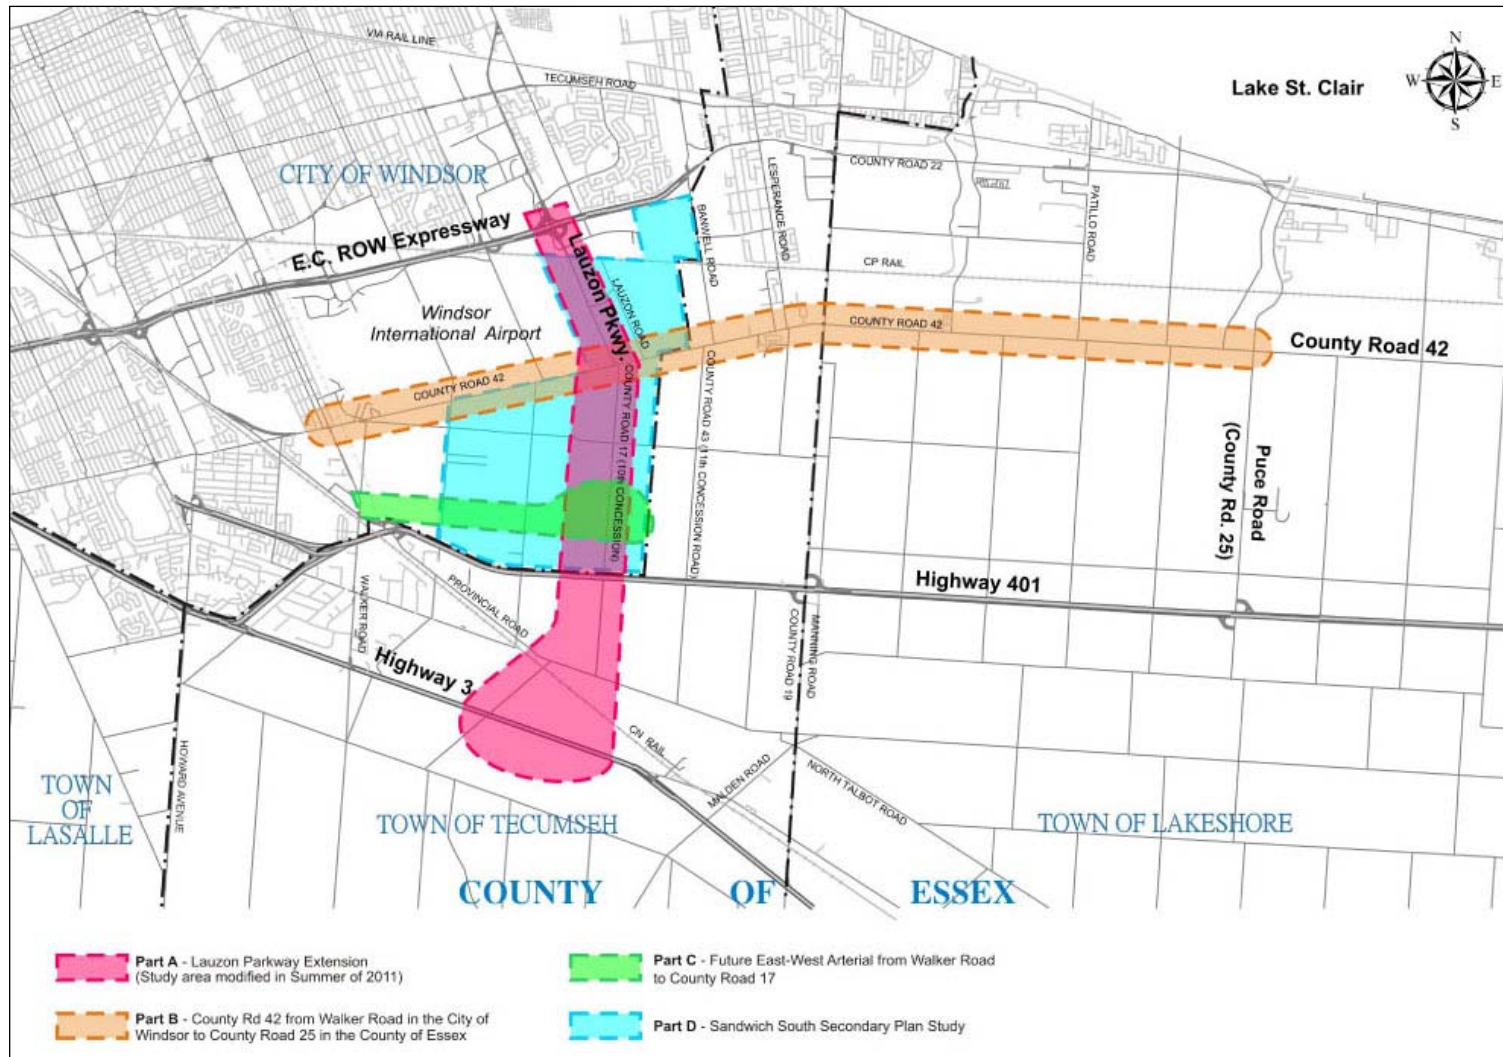 VIA RAIL LINE
TECUMSEH ROAD
Lake St. Clair
N
W
E
S
CITY OF WINDSOR
COUNTY ROAD 22
LESPERANCE ROAD
PATILLO ROAD
BANWELL ROAD
E.C. ROW Expressway
Lauzon Pkwy.
LAUZON ROAD
CP RAIL
Windsor
International Airport
COUNTY ROAD 42
County Road 42
COUNTY ROAD 42
COUNTY ROAD 17 (10th CONCESSION)
COUNTY ROAD 43 (11th CONCESSION ROAD)
Puce Road
(County Rd. 25)
Highway 401
WALKER ROAD
PROVINCIAL ROAD
MANNING ROAD
COUNTY ROAD 19
Highway 3
CN RAIL
HOWARD AVENUE
MALDEN ROAD
NORTH TALBOT ROAD
TOWN
OF
LASALLE
TOWN OF TECUMSEH
TOWN OF LAKESHORE
COUNTY OF ESSEX
Part A - Lauzon Parkway Extension
(Study area modified in Summer of 2011)
Part B - County Rd 42 from Walker Road in the City of
Windsor to County Road 25 in the County of Essex
Part C - Future East-West Arterial from Walker Road
to County Road 17
Part D - Sandwich South Secondary Plan Study